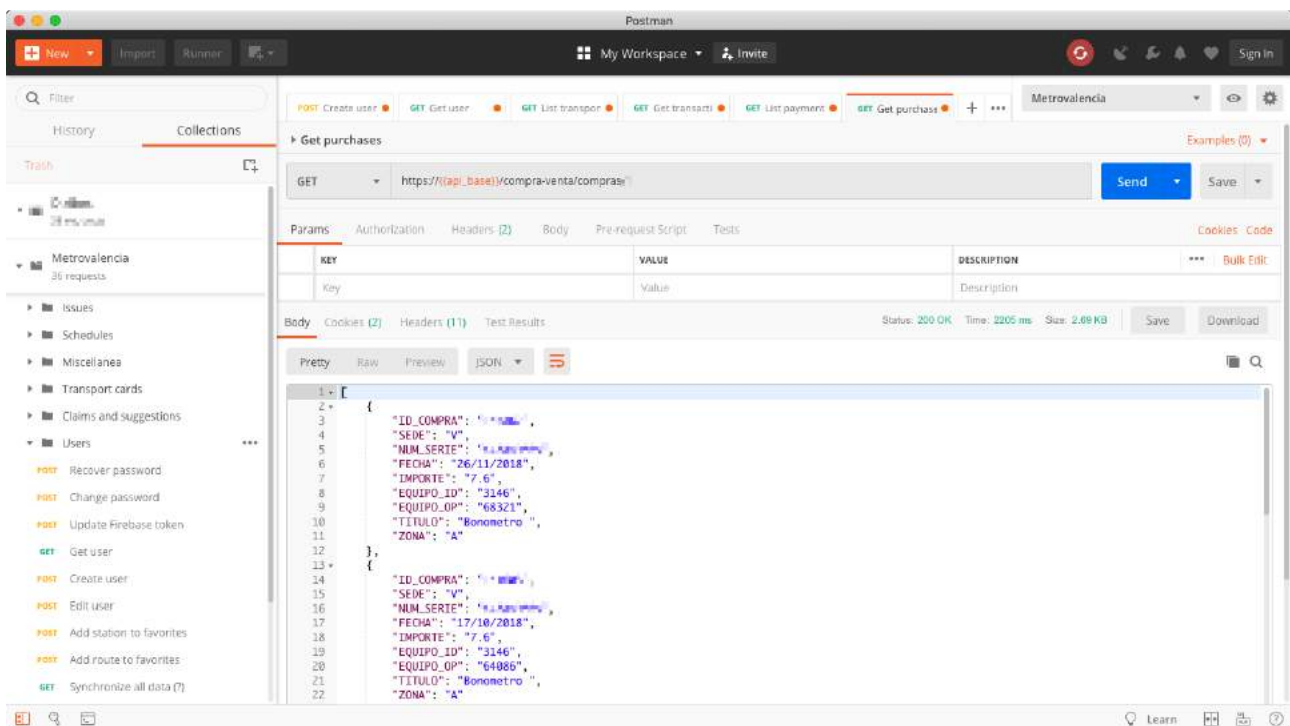 Postman
New Import Runner My Workspace Invite Sign In
Filter
History Collections
Trash
Metrovalencia
36 requests
Issues
Schedules
Miscellanea
Transport cards
Claims and suggestions
Users
POST Recover password
POST Change password
POST Update Firebase token
GET Get user
POST Create user
POST Edit user
POST Add station to favorites
POST Add route to favorites
GET Synchronize all data (?)
POST Create user GET Get user GET List transpor GET Get transacti GET List payment GET Get purchase + ••• Metrovalencia
Get purchases Examples (0)
GET https://{{api_base}}/compra-venta/compras/ Send Save
Params Authorization Headers (2) Body Pre-request Script Tests Cookies Code
KEY VALUE DESCRIPTION ••• Bulk Edit
Key Value Description
Body Cookies (2) Headers (11) Test Results Status: 200 OK Time: 2205 ms Size: 2.69 KB Save Download
Pretty Raw Preview JSON
1 [
2 {
3 "ID_COMPRA": ,
4 "SEDE": "V",
5 "NUM_SERIE": ,
6 "FECHA": "26/11/2018",
7 "IMPORTE": "7.6",
8 "EQUIPO_ID": "3146",
9 "EQUIPO_OP": "68321",
10 "TITULO": "Bonometro ",
11 "ZONA": "A"
12 },
13 {
14 "ID_COMPRA": ,
15 "SEDE": "V",
16 "NUM_SERIE": ,
17 "FECHA": "17/10/2018",
18 "IMPORTE": "7.6",
19 "EQUIPO_ID": "3146",
20 "EQUIPO_OP": "64086",
21 "TITULO": "Bonometro ",
22 "ZONA": "A"
Learn